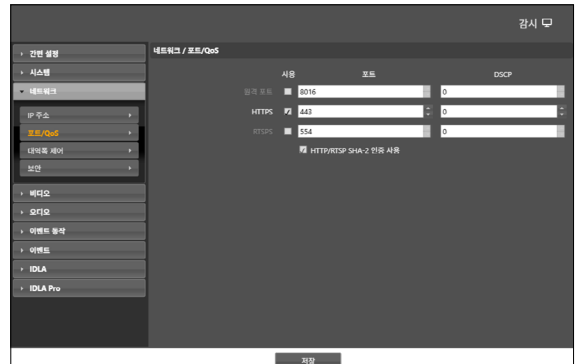 감시
간편 설정
시스템
네트워크
IP 주소
포트/QoS
대역폭 제어
보안
비디오
오디오
이벤트 동작
이벤트
IDLA
IDLA Pro
네트워크 / 포트/QoS
사용 포트 DSCP
원격 포트 8016 0
HTTPS 443 0
RTSPS 554 0
HTTP/RTSP SHA-2 인증 사용
저장